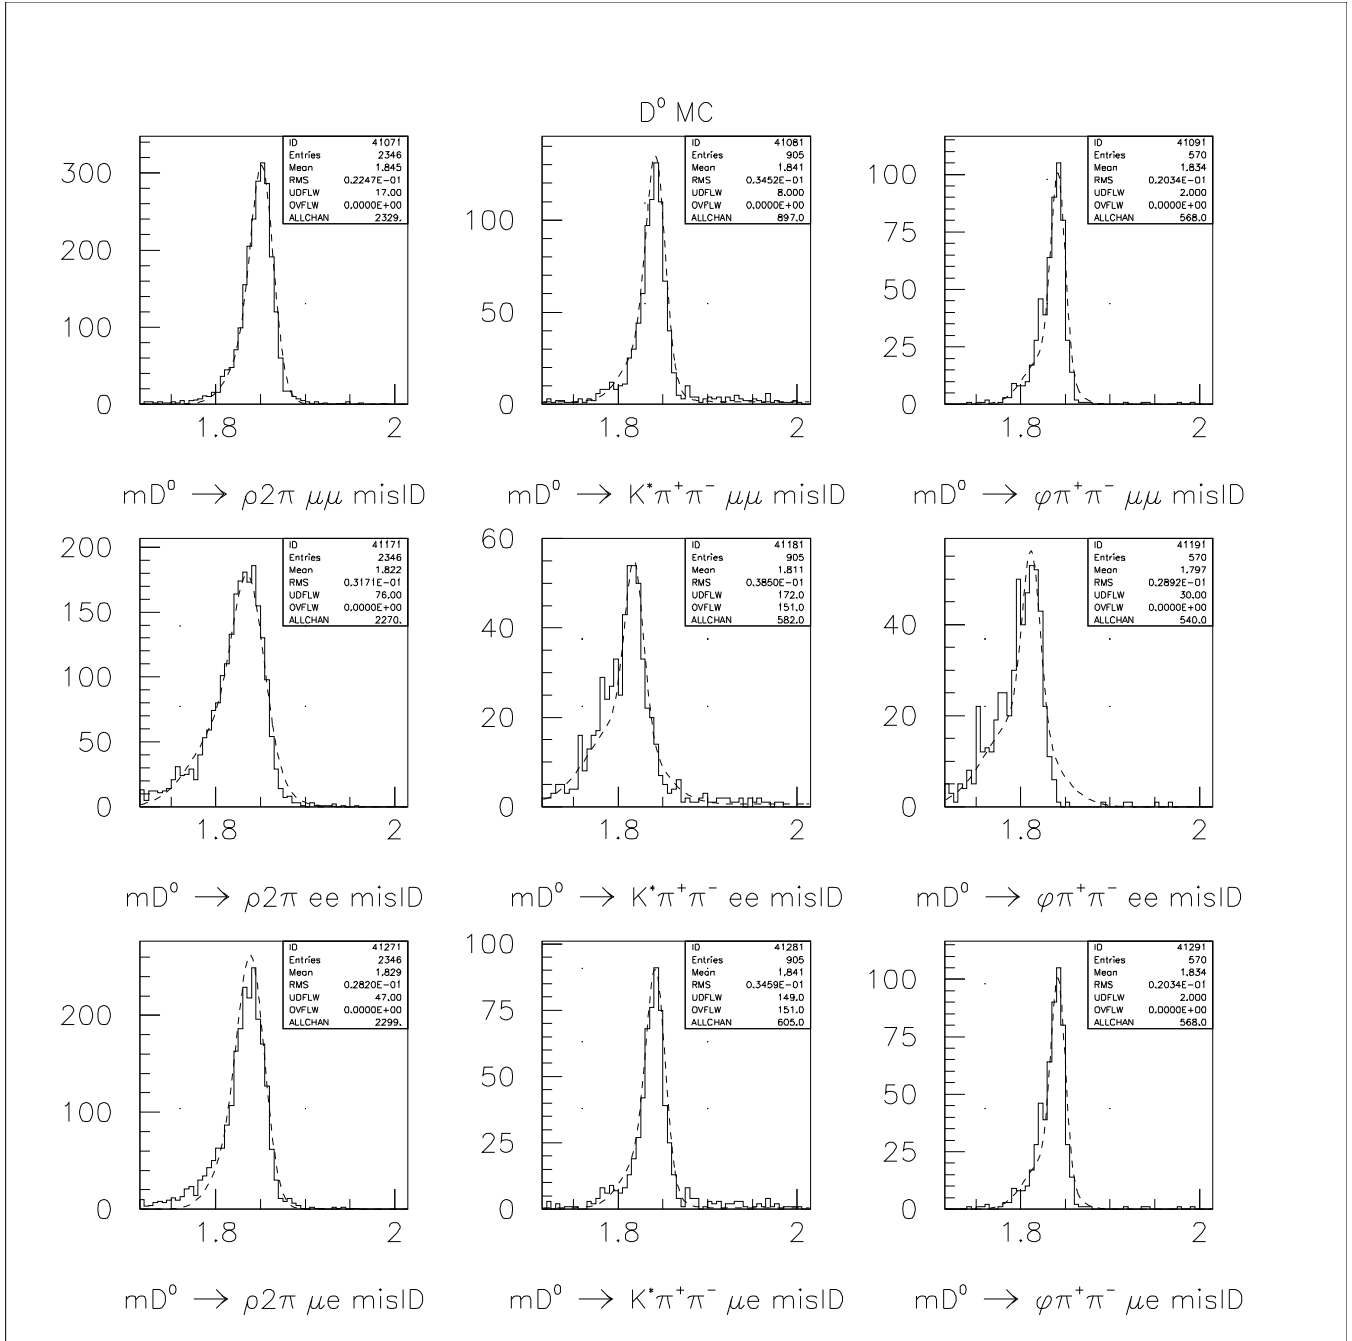 D⁰ MC
ID 41071
Entries 2346
Mean 1.845
RMS 0.2247E-01
UDFLW 17.00
OVFLW 0.0000E+00
ALLCHAN 2329.
300
200
100
0
1.8 2
mD⁰ → ρ2π μμ misID
ID 41081
Entries 905
Mean 1.841
RMS 0.3452E-01
UDFLW 8.000
OVFLW 0.0000E+00
ALLCHAN 897.0
100
50
0
1.8 2
mD⁰ → K*π⁺π⁻ μμ misID
ID 41091
Entries 570
Mean 1.834
RMS 0.2034E-01
UDFLW 2.000
OVFLW 0.0000E+00
ALLCHAN 568.0
100
75
50
25
0
1.8 2
mD⁰ → φπ⁺π⁻ μμ misID
ID 41171
Entries 2346
Mean 1.822
RMS 0.3171E-01
UDFLW 76.00
OVFLW 0.0000E+00
ALLCHAN 2270.
200
150
100
50
0
1.8 2
mD⁰ → ρ2π ee misID
ID 41181
Entries 905
Mean 1.811
RMS 0.3850E-01
UDFLW 172.0
OVFLW 151.0
ALLCHAN 582.0
60
40
20
0
1.8 2
mD⁰ → K*π⁺π⁻ ee misID
ID 41191
Entries 570
Mean 1.797
RMS 0.2892E-01
UDFLW 30.00
OVFLW 0.0000E+00
ALLCHAN 540.0
40
20
0
1.8 2
mD⁰ → φπ⁺π⁻ ee misID
ID 41271
Entries 2346
Mean 1.829
RMS 0.2820E-01
UDFLW 47.00
OVFLW 0.0000E+00
ALLCHAN 2299.
200
100
0
1.8 2
mD⁰ → ρ2π μe misID
ID 41281
Entries 905
Mean 1.841
RMS 0.3459E-01
UDFLW 149.0
OVFLW 151.0
ALLCHAN 605.0
100
75
50
25
0
1.8 2
mD⁰ → K*π⁺π⁻ μe misID
ID 41291
Entries 570
Mean 1.834
RMS 0.2034E-01
UDFLW 2.000
OVFLW 0.0000E+00
ALLCHAN 568.0
100
75
50
25
0
1.8 2
mD⁰ → φπ⁺π⁻ μe misID